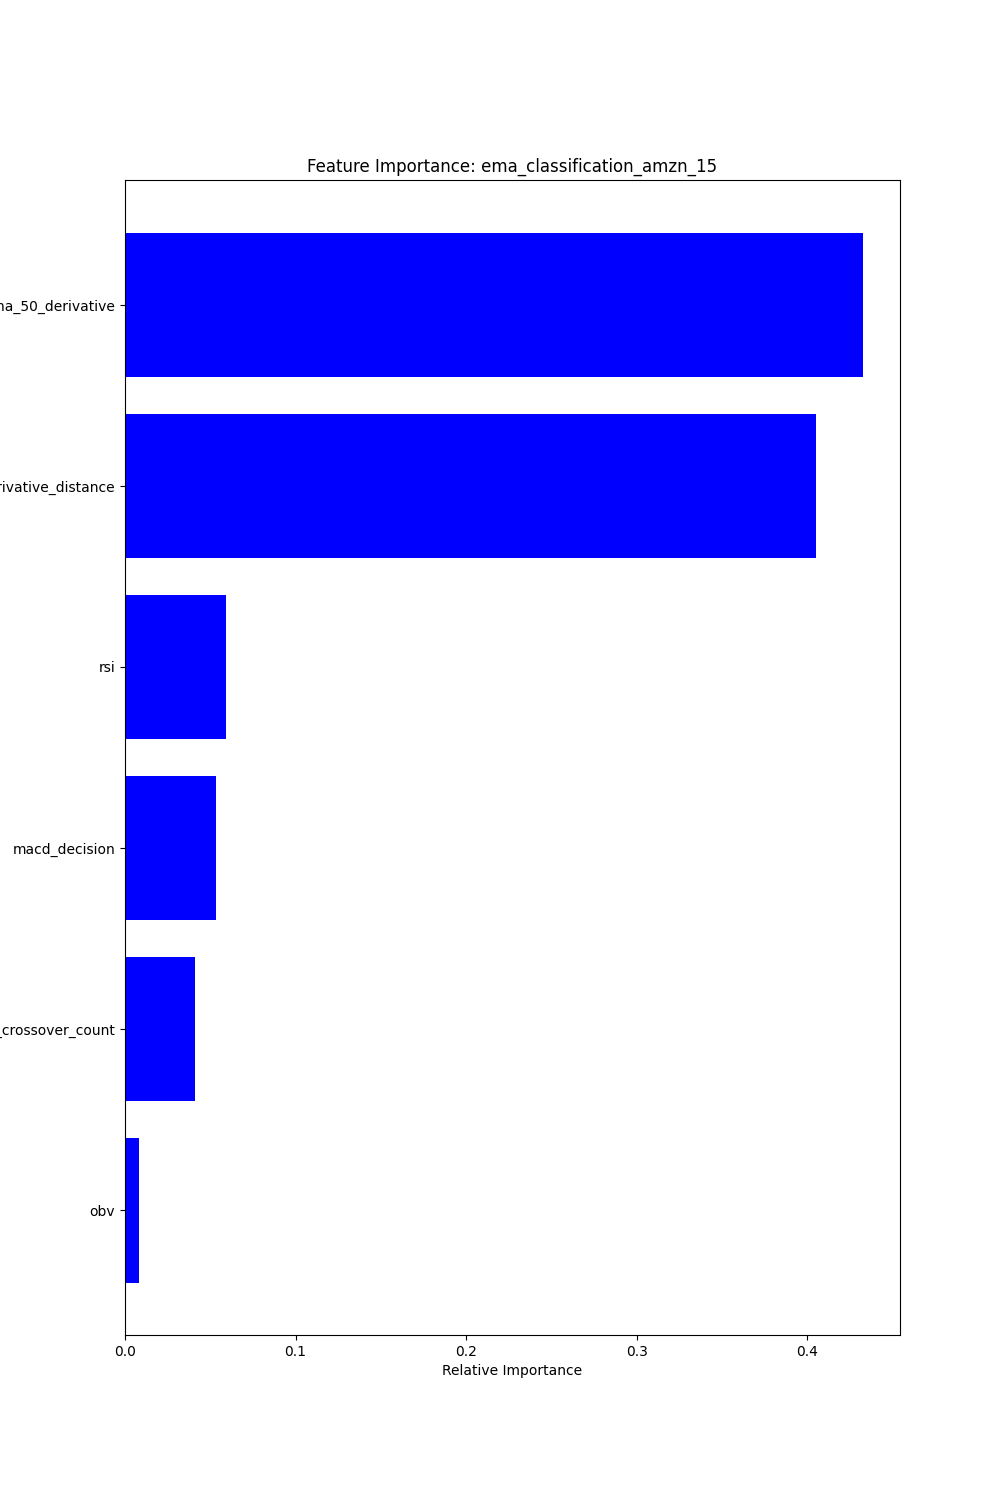 Feature Importance: ema_classification_amzn_15
na_50_derivative
rivative_distance
rsi
macd_decision
_crossover_count
obv
0.0 0.1 0.2 0.3 0.4
Relative Importance